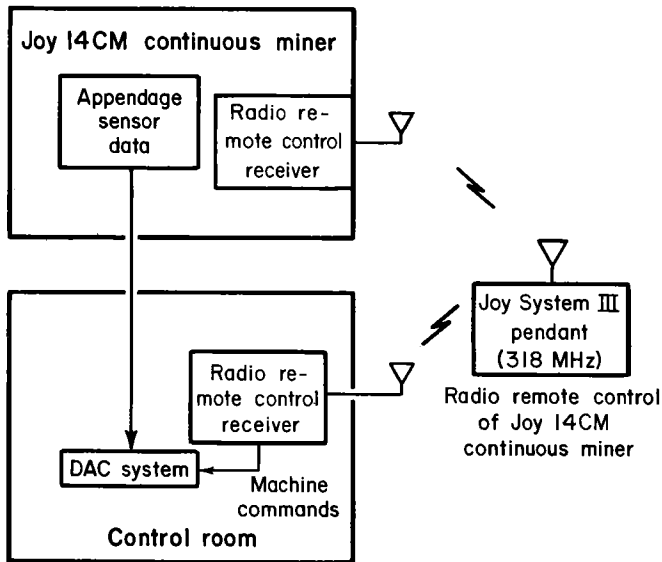 Joy 14CM continuous miner
Appendage
sensor
data
Radio re-
mote control
receiver
Joy System III
pendant
(318 MHz)
Radio remote control
of Joy 14CM
continuous miner
Radio re-
mote control
receiver
DAC system
Machine
commands
Control room